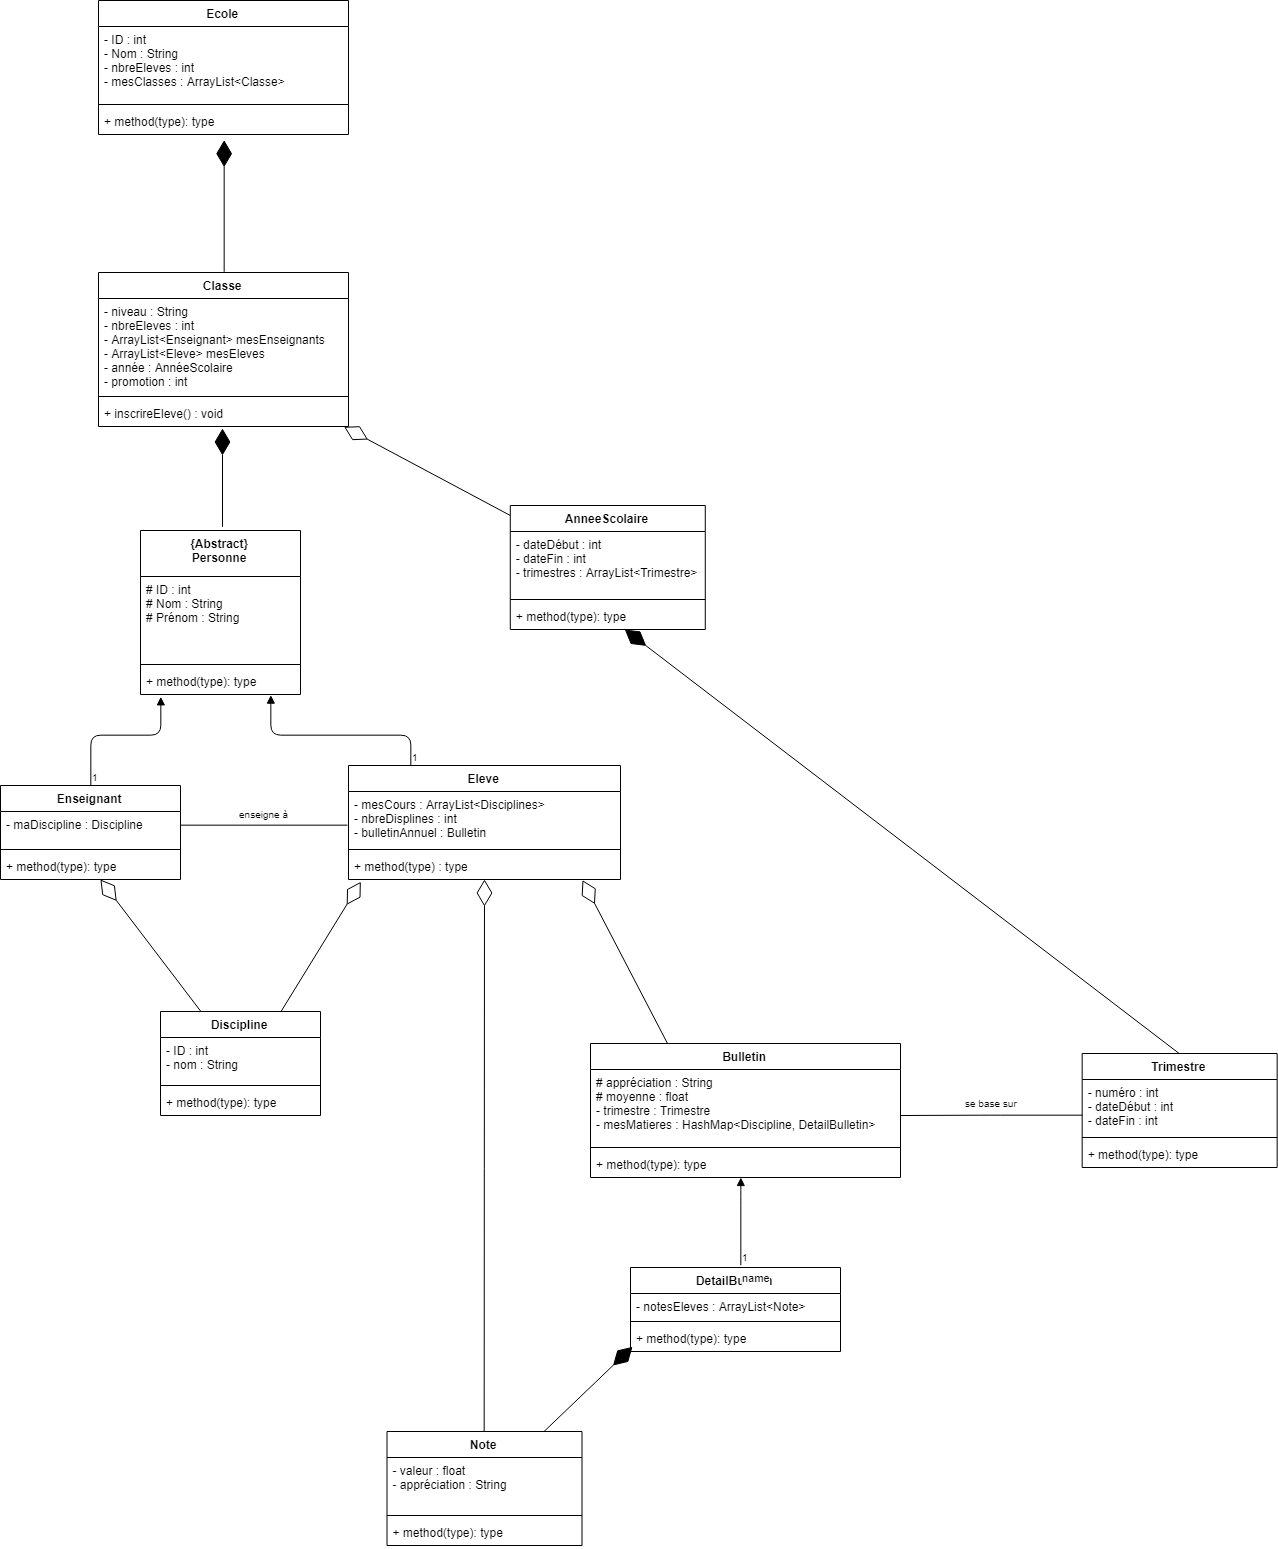 Ecole
- ID : int
- Nom : String
- nbreEleves : int
- mesClasses : ArrayList<Classe>
+ method(type): type
Classe
- niveau : String
- nbreEleves : int
- ArrayList<Enseignant> mesEnseignants
- ArrayList<Eleve> mesEleves
- année : AnnéeScolaire
- promotion : int
+ inscrireEleve() : void
AnneeScolaire
- dateDébut : int
- dateFin : int
- trimestres : ArrayList<Trimestre>
+ method(type): type
{Abstract}
Personne
# ID : int
# Nom : String
# Prénom : String
+ method(type): type
1
1
Enseignant
- maDiscipline : Discipline
+ method(type): type
enseigne à
Eleve
- mesCours : ArrayList<Disciplines>
- nbreDisplines : int
- bulletinAnnuel : Bulletin
+ method(type) : type
Discipline
- ID : int
- nom : String
+ method(type): type
Bulletin
# appréciation : String
# moyenne : float
- trimestre : Trimestre
- mesMatieres : HashMap<Discipline, DetailBulletin>
+ method(type): type
se base sur
Trimestre
- numéro : int
- dateDébut : int
- dateFin : int
+ method(type): type
1
name
- notesEleves : ArrayList<Note>
+ method(type): type
Note
- valeur : float
- appréciation : String
+ method(type): type